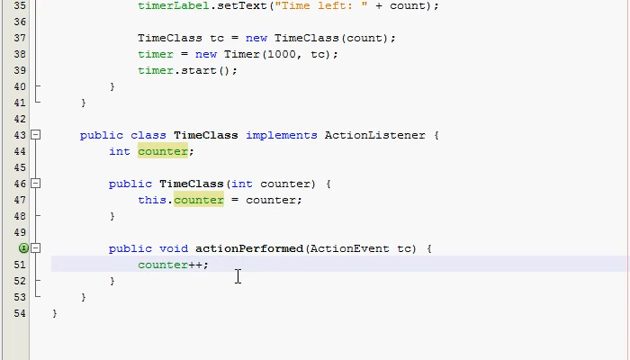 35 timerLabel.setText("Time left: " + count);
36
37 TimeClass tc = new TimeClass(count);
38 timer = new Timer(1000, tc);
39 timer.start();
40 }
41 }
42
43 public class TimeClass implements ActionListener {
44 int counter;
45
46 public TimeClass(int counter) {
47 this.counter = counter;
48 }
49
public void actionPerformed(ActionEvent tc) {
51 counter++;
52 }
53 }
54 }